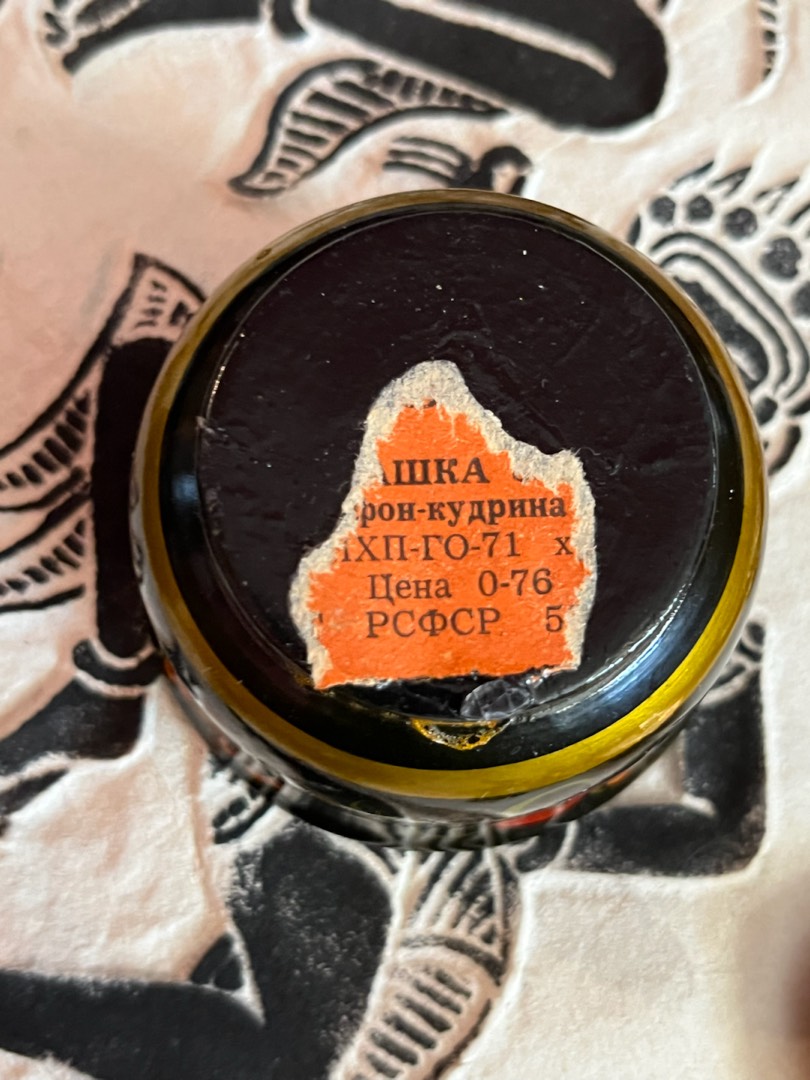 АШКА
рон-кудрина
ХП-ГО-71 х
Цена 0-76
РСФСР 5